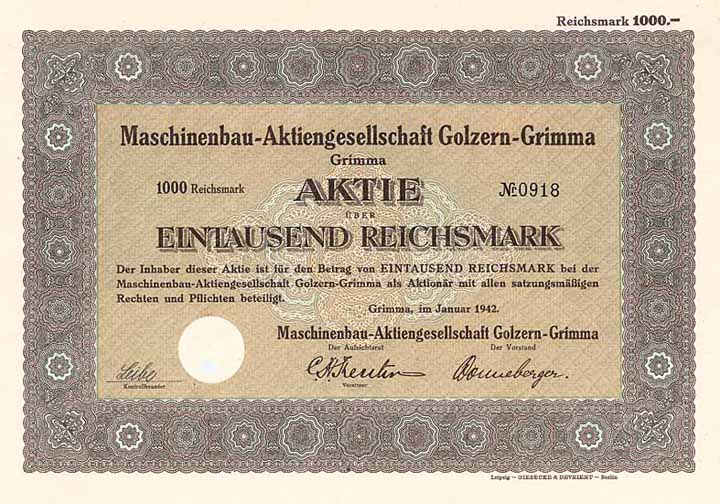 Reichsmark 1000.–
Maschinenbau-Aktiengesellschaft Golzern-Grimma
Grimma
1000 Reichsmark AKTIE № 0918
ÜBER
EINTAUSEND REICHSMARK
Der Inhaber dieser Aktie ist für den Betrag von EINTAUSEND REICHSMARK bei der
Maschinenbau-Aktiengesellschaft Golzern-Grimma als Aktionär mit allen satzungsmäßigen
Rechten und Pflichten beteiligt.
Grimma, im Januar 1942.
Maschinenbau-Aktiengesellschaft Golzern-Grimma
Der Aufsichtsrat Der Vorstand
Kontrollbeamter
Vorsitzer
Leipzig – GIESECKE & DEVRIENT – Berlin